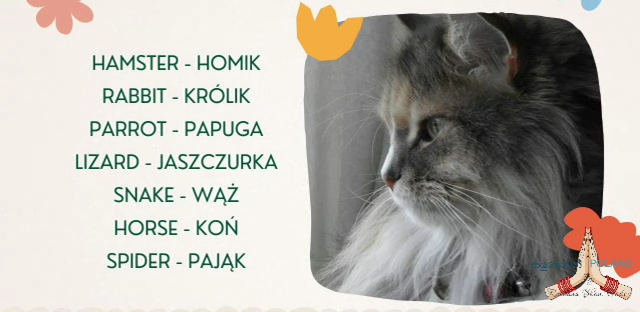 HAMSTER - HOMIK
RABBIT - KRÓLIK
PARROT - PAPUGA
LIZARD - JASZCZURKA
SNAKE - WĄŻ
HORSE - KOŃ
SPIDER - PAJĄK